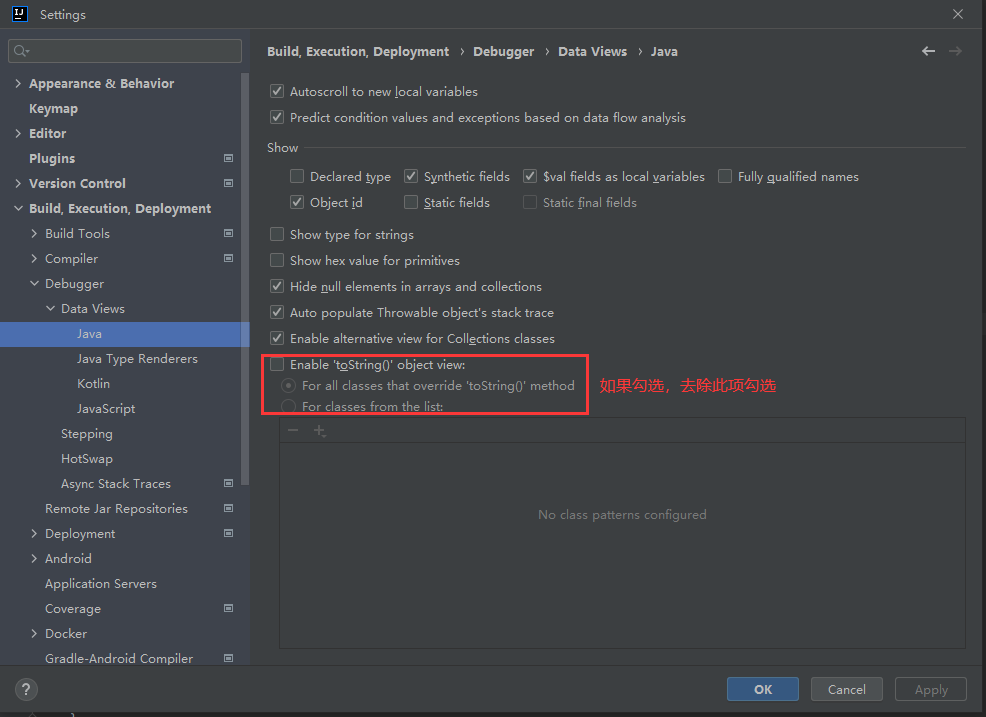 Settings
Appearance & Behavior
Keymap
Editor
Plugins
Version Control
Build, Execution, Deployment
Build Tools
Compiler
Debugger
Data Views
Java
Java Type Renderers
Kotlin
JavaScript
Stepping
HotSwap
Async Stack Traces
Remote Jar Repositories
Deployment
Android
Application Servers
Coverage
Docker
Gradle-Android Compiler
Build, Execution, Deployment › Debugger › Data Views › Java
Autoscroll to new local variables
Predict condition values and exceptions based on data flow analysis
Show
Declared type Synthetic fields $val fields as local variables Fully qualified names
Object id Static fields Static final fields
Show type for strings
Show hex value for primitives
Hide null elements in arrays and collections
Auto populate Throwable object's stack trace
Enable alternative view for Collections classes
Enable 'toString()' object view:
For all classes that override 'toString()' method 如果勾选，去除此项勾选
For classes from the list:
No class patterns configured
? OK Cancel Apply